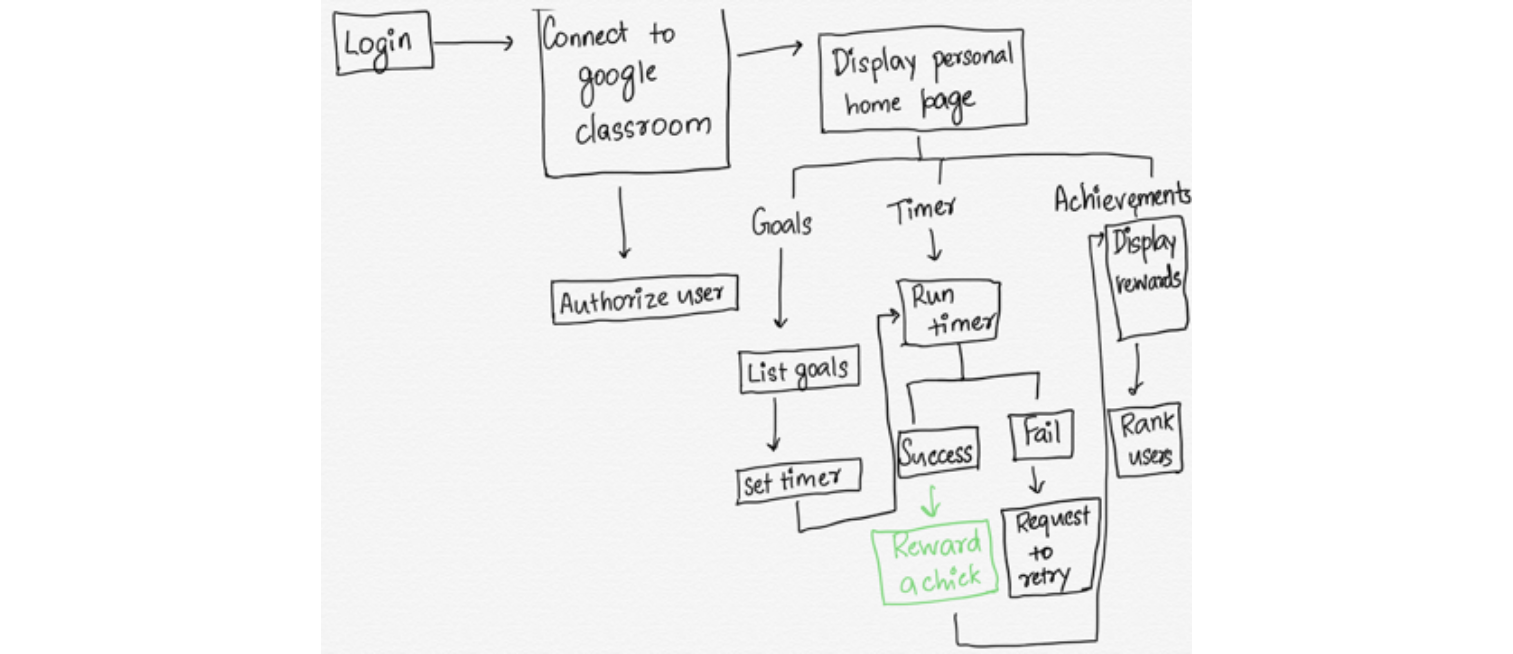 Login
Connect to
google
classroom
Display personal
home page
Authorize user
Goals
Timer
Achievements
List goals
set timer
Run
timer
Success
Fail
Reward
a chick
Request
to
retry
Display
rewards
Rank
users